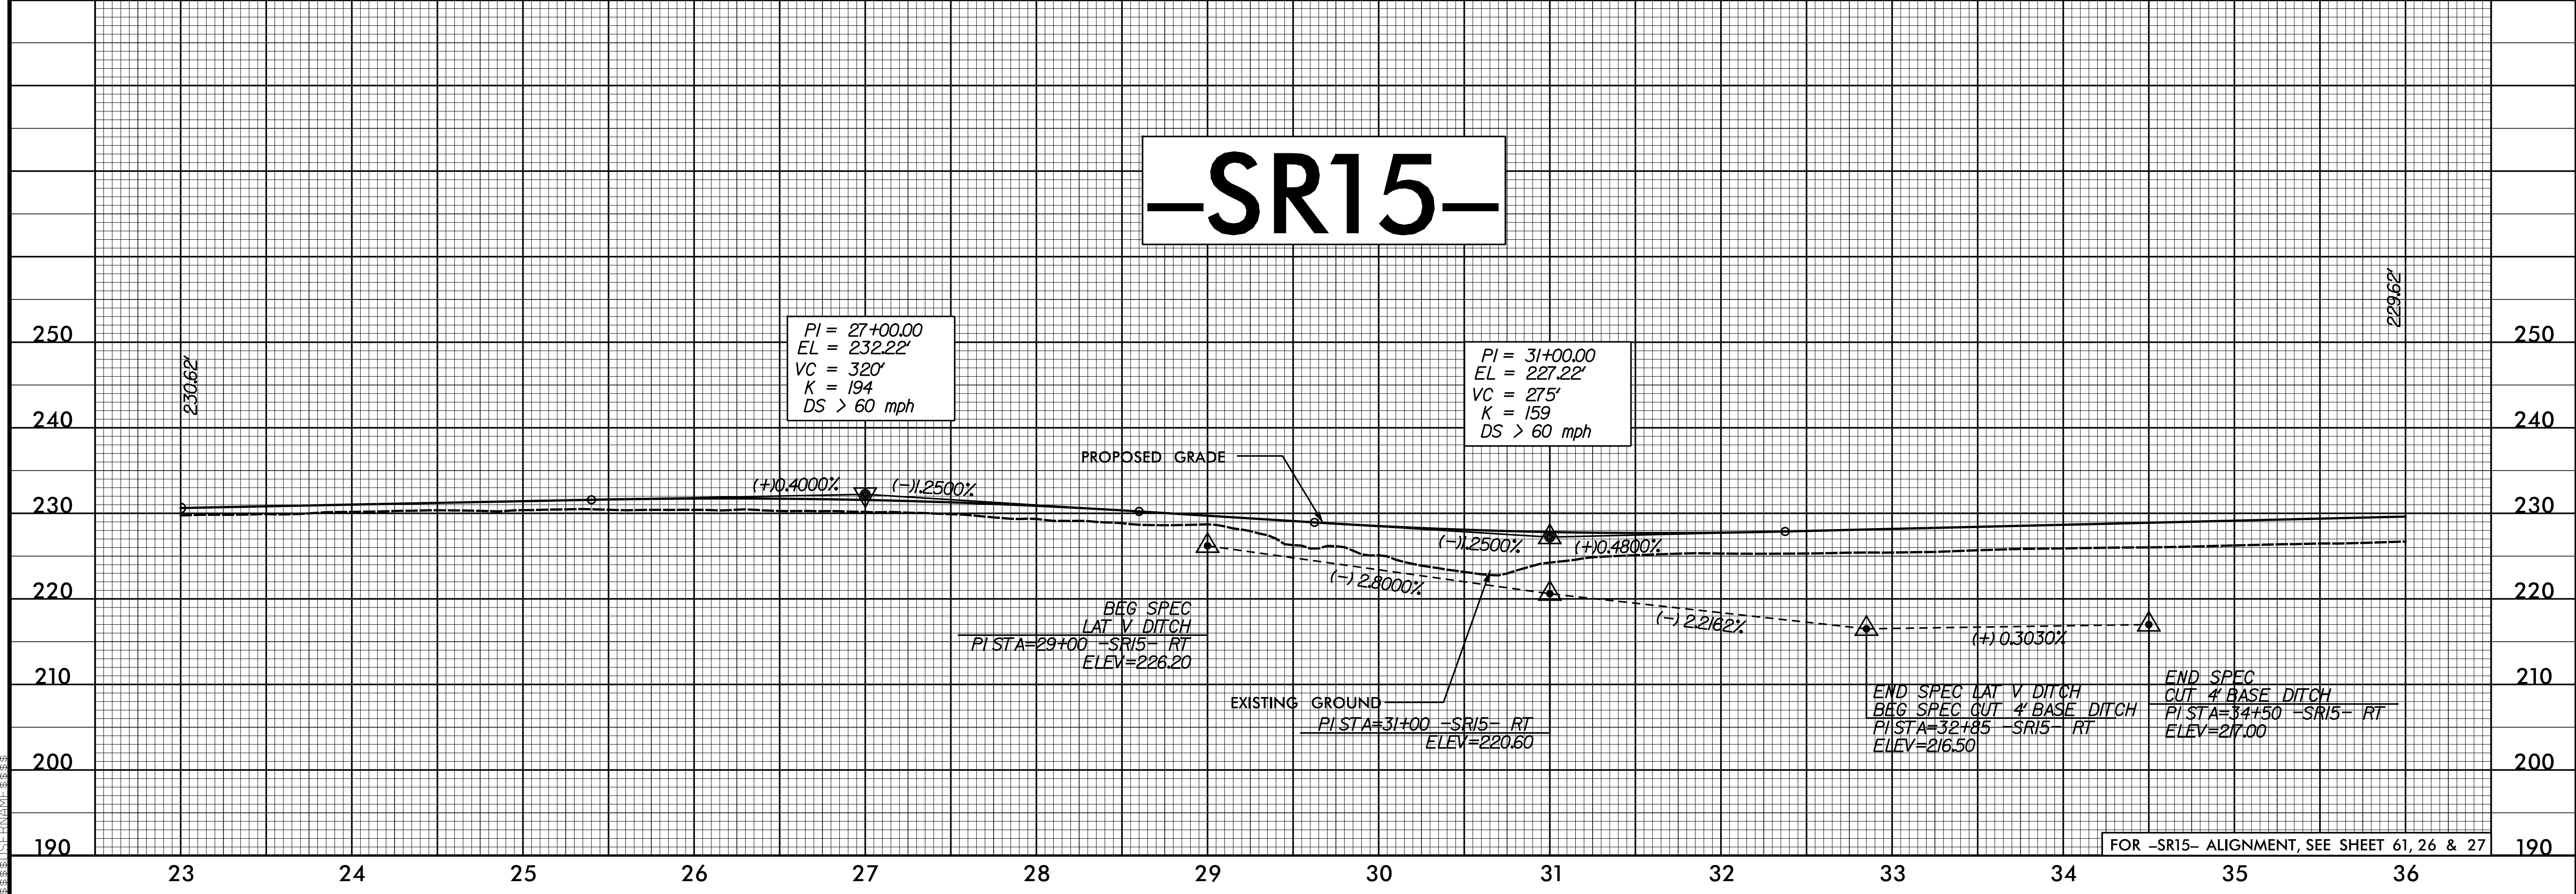 –SR15–
229.62'
230.62'
PI = 27+00.00
EL = 232.22'
VC = 320'
K = 194
DS > 60 mph
PI = 31+00.00
EL = 227.22'
VC = 275'
K = 159
DS > 60 mph
250
250
240
240
230
230
220
220
210
210
200
200
190
190
PROPOSED GRADE
(+)0.4000%
(-)1.2500%
(-)1.2500%
(+)0.4800%
(-) 2.8000%
(-) 2.2162%
(+) 0.3030%
BEG SPEC
LAT V DITCH
PI STA=29+00 -SR15- RT
ELEV=226.20
EXISTING GROUND
PI STA=31+00 -SR15- RT
ELEV=220.60
END SPEC LAT V DITCH
BEG SPEC CUT 4' BASE DITCH
PI STA=32+85 -SR15- RT
ELEV=216.50
END SPEC
CUT 4' BASE DITCH
PI STA=34+50 -SR15- RT
ELEV=217.00
FOR –SR15– ALIGNMENT, SEE SHEET 61, 26 & 27
23 24 25 26 27 28 29 30 31 32 33 34 35 36